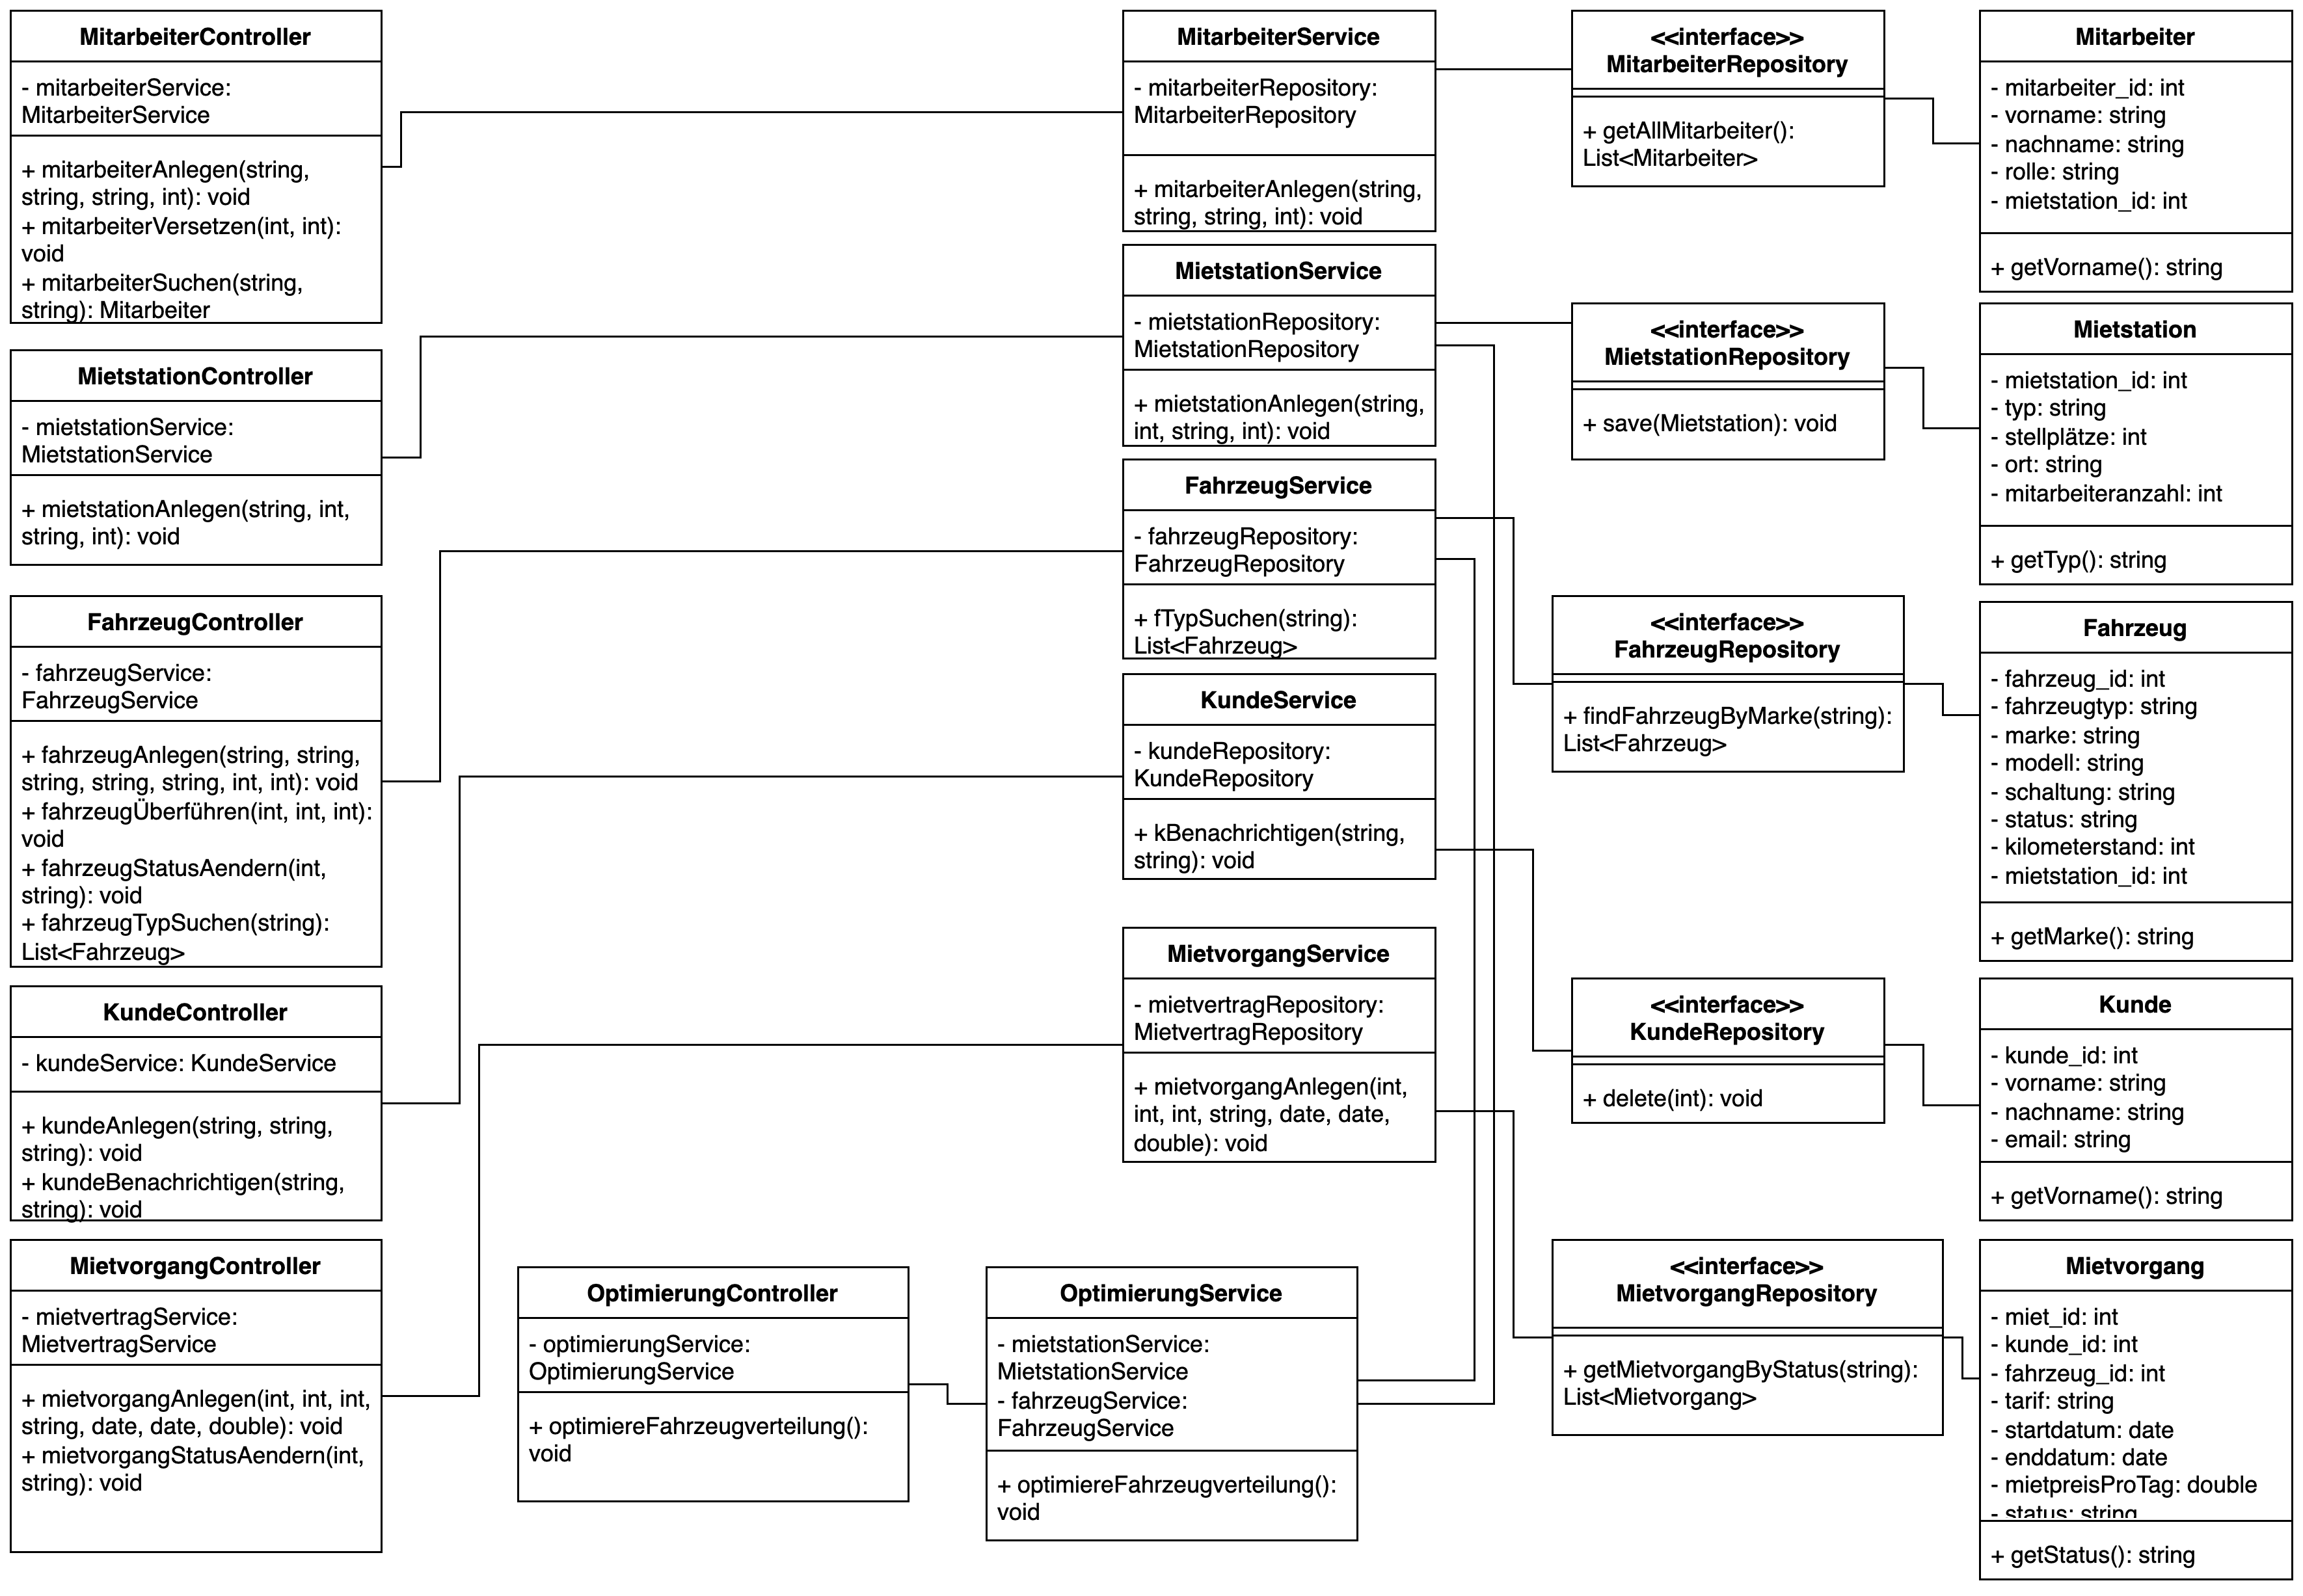 MitarbeiterController
- mitarbeiterService:
MitarbeiterService
+ mitarbeiterAnlegen(string,
string, string, int): void
+ mitarbeiterVersetzen(int, int):
void
+ mitarbeiterSuchen(string,
string): Mitarbeiter
MietstationController
- mietstationService:
MietstationService
+ mietstationAnlegen(string, int,
string, int): void
FahrzeugController
- fahrzeugService:
FahrzeugService
+ fahrzeugAnlegen(string, string,
string, string, string, int, int): void
+ fahrzeugÜberführen(int, int, int):
void
+ fahrzeugStatusAendern(int,
string): void
+ fahrzeugTypSuchen(string):
List<Fahrzeug>
KundeController
- kundeService: KundeService
+ kundeAnlegen(string, string,
string): void
+ kundeBenachrichtigen(string,
string): void
MietvorgangController
- mietvertragService:
MietvertragService
+ mietvorgangAnlegen(int, int, int,
string, date, date, double): void
+ mietvorgangStatusAendern(int,
string): void
OptimierungController
- optimierungService:
OptimierungService
+ optimiereFahrzeugverteilung():
void
OptimierungService
- mietstationService:
MietstationService
- fahrzeugService:
FahrzeugService
+ optimiereFahrzeugverteilung():
void
MitarbeiterService
- mitarbeiterRepository:
MitarbeiterRepository
+ mitarbeiterAnlegen(string,
string, string, int): void
MietstationService
- mietstationRepository:
MietstationRepository
+ mietstationAnlegen(string,
int, string, int): void
FahrzeugService
- fahrzeugRepository:
FahrzeugRepository
+ fTypSuchen(string):
List<Fahrzeug>
KundeService
- kundeRepository:
KundeRepository
+ kBenachrichtigen(string,
string): void
MietvorgangService
- mietvertragRepository:
MietvertragRepository
+ mietvorgangAnlegen(int,
int, int, string, date, date,
double): void
<<interface>>
MitarbeiterRepository
+ getAllMitarbeiter():
List<Mitarbeiter>
<<interface>>
MietstationRepository
+ save(Mietstation): void
<<interface>>
FahrzeugRepository
+ findFahrzeugByMarke(string):
List<Fahrzeug>
<<interface>>
KundeRepository
+ delete(int): void
<<interface>>
MietvorgangRepository
+ getMietvorgangByStatus(string):
List<Mietvorgang>
Mitarbeiter
- mitarbeiter_id: int
- vorname: string
- nachname: string
- rolle: string
- mietstation_id: int
+ getVorname(): string
Mietstation
- mietstation_id: int
- typ: string
- stellplätze: int
- ort: string
- mitarbeiteranzahl: int
+ getTyp(): string
Fahrzeug
- fahrzeug_id: int
- fahrzeugtyp: string
- marke: string
- modell: string
- schaltung: string
- status: string
- kilometerstand: int
- mietstation_id: int
+ getMarke(): string
Kunde
- kunde_id: int
- vorname: string
- nachname: string
- email: string
+ getVorname(): string
Mietvorgang
- miet_id: int
- kunde_id: int
- fahrzeug_id: int
- tarif: string
- startdatum: date
- enddatum: date
- mietpreisProTag: double
- status: string
+ getStatus(): string